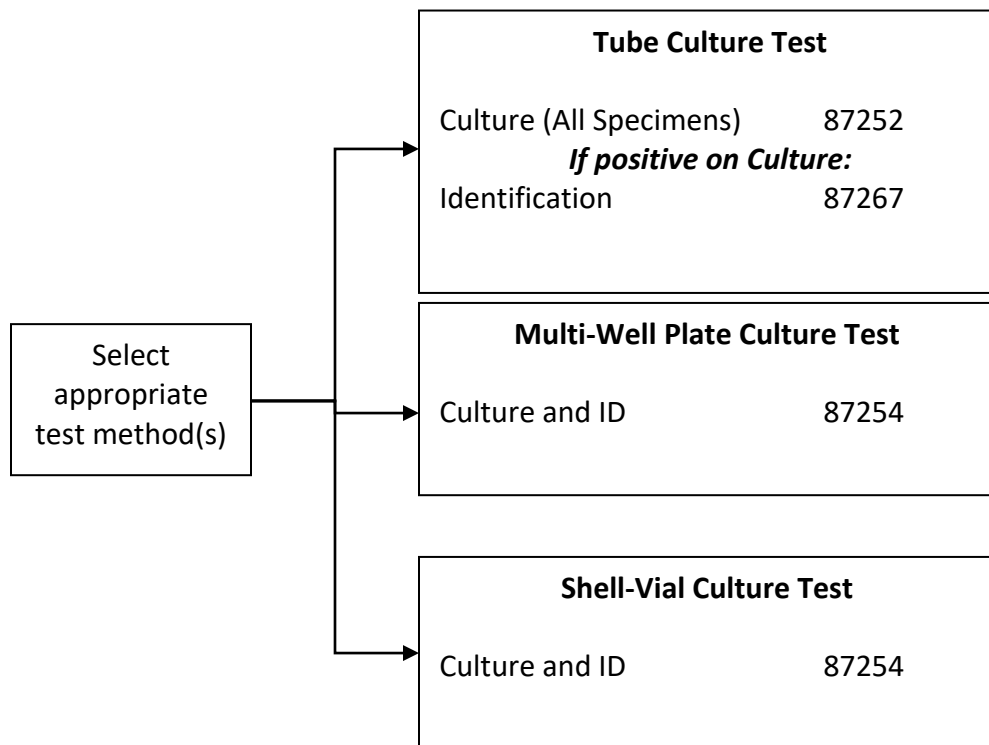 Tube Culture Test
Culture (All Specimens) 87252
If positive on Culture:
Identification 87267
Select
appropriate
test method(s)
Multi-Well Plate Culture Test
Culture and ID 87254
Shell-Vial Culture Test
Culture and ID 87254